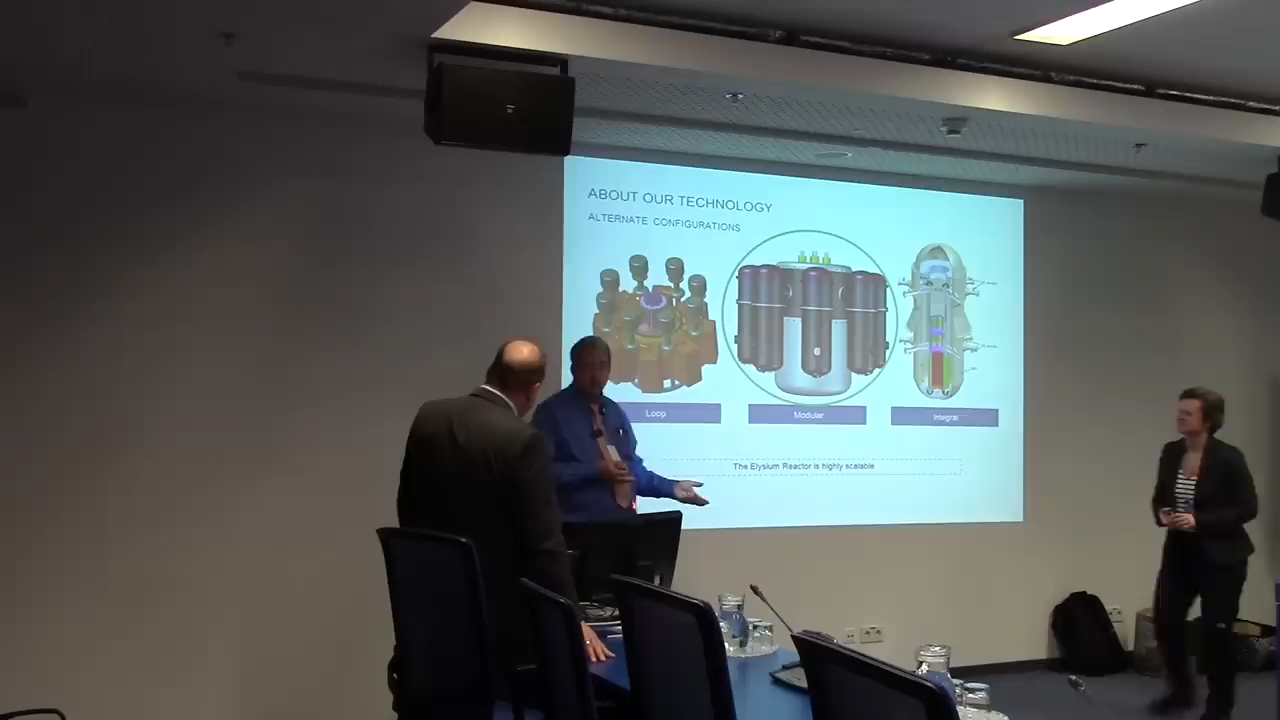 ABOUT OUR TECHNOLOGY
ALTERNATE CONFIGURATIONS
Loop
Modular
Integral
The Elysium Reactor is highly scalable